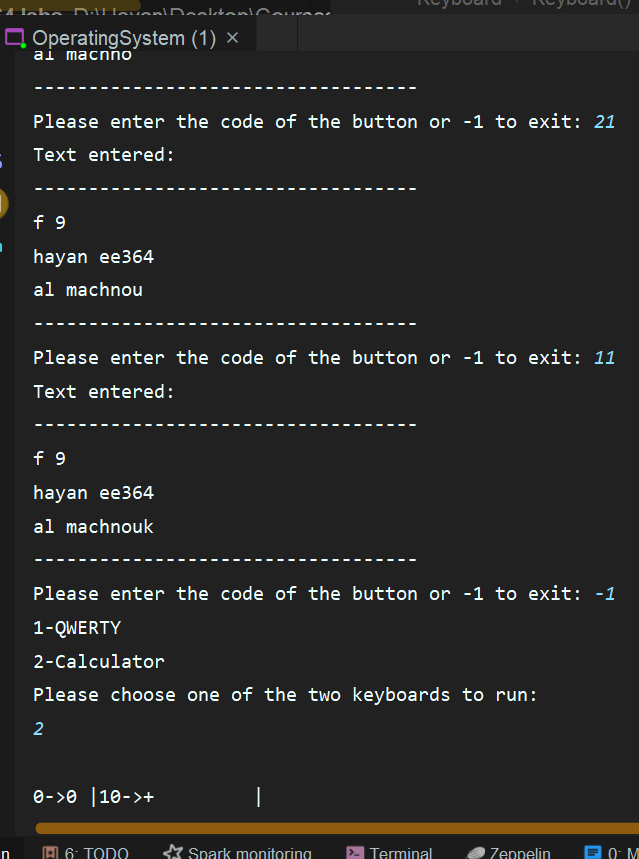 OperatingSystem (1) ×
al machno
-----------------------------------
Please enter the code of the button or -1 to exit: 21
Text entered:
-----------------------------------
f 9
hayan ee364
al machnou
-----------------------------------
Please enter the code of the button or -1 to exit: 11
Text entered:
-----------------------------------
f 9
hayan ee364
al machnouk
-----------------------------------
Please enter the code of the button or -1 to exit: -1
1-QWERTY
2-Calculator
Please choose one of the two keyboards to run:
2
0->0 |10->+ |
6: TODO Spark monitoring Terminal Zeppelin